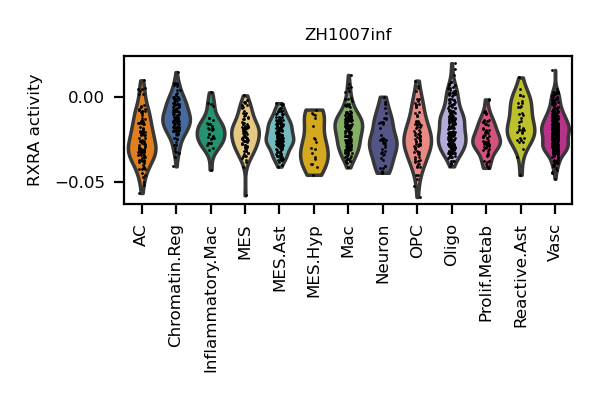 ZH1007inf
RXRA activity
0.00
−0.05
AC
Chromatin.Reg
Inflammatory.Mac
MES
MES.Ast
MES.Hyp
Mac
Neuron
OPC
Oligo
Prolif.Metab
Reactive.Ast
Vasc